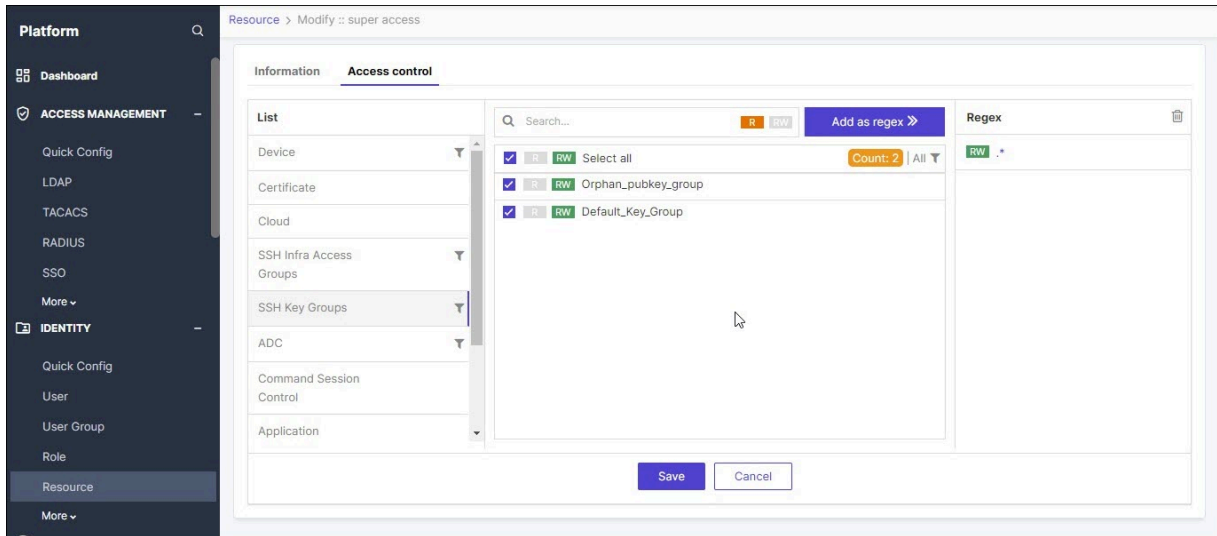 Platform
Resource > Modify :: super access
Dashboard
ACCESS MANAGEMENT
Quick Config
LDAP
TACACS
RADIUS
SSO
More
IDENTITY
Quick Config
User
User Group
Role
Resource
More
Information
Access control
List
Device
Certificate
Cloud
SSH Infra Access
Groups
SSH Key Groups
ADC
Command Session
Control
Application
Search...
R RW
Add as regex
R RW Select all
Count: 2 | All
R RW Orphan_pubkey_group
R RW Default_Key_Group
Regex
RW .*
Save
Cancel